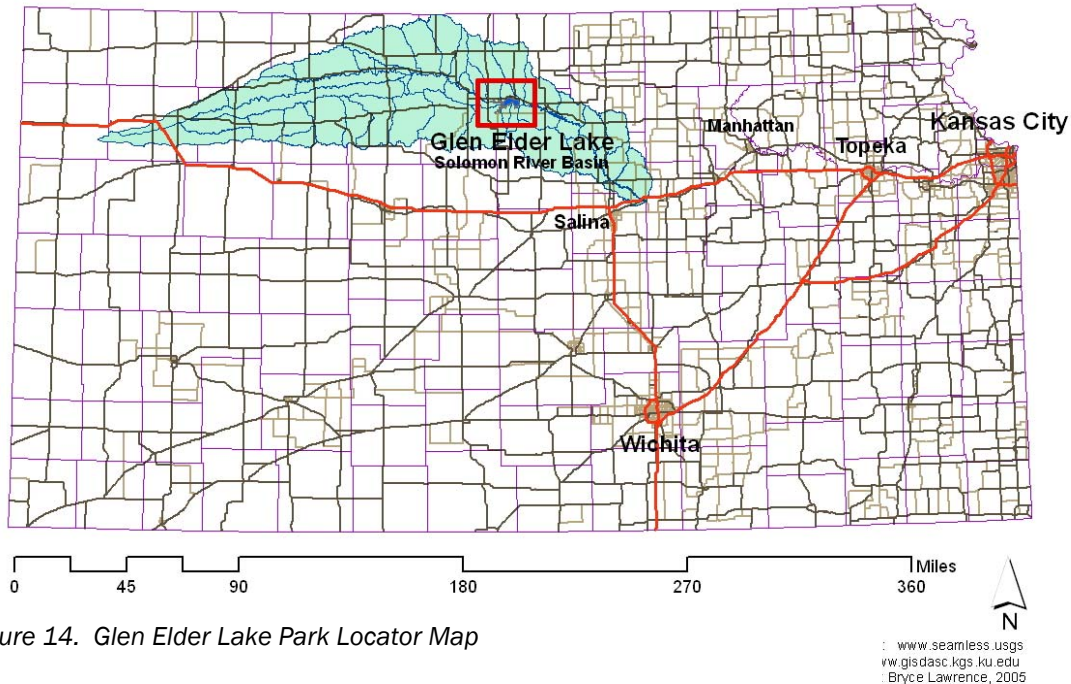 Manhattan
Kansas City
Topeka
Glen Elder Lake
Solomon River Basin
Salina
Wichita
Miles
0 45 90 180 270 360
N
ure 14. Glen Elder Lake Park Locator Map
: www.seamless.usgs
ww.gisdasc.kgs.ku.edu
: Bryce Lawrence, 2005